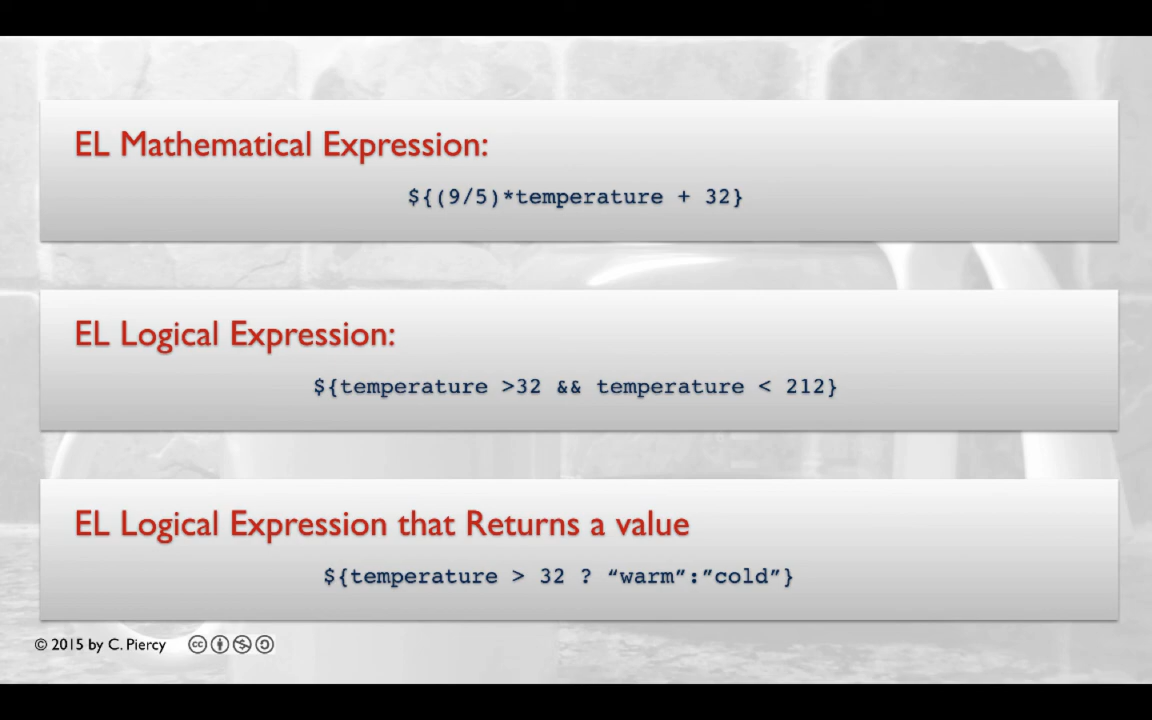 EL Mathematical Expression:
${(9/5)*temperature + 32}
EL Logical Expression:
${temperature >32 && temperature < 212}
EL Logical Expression that Returns a value
${temperature > 32 ? “warm”:”cold”}
© 2015 by C. Piercy cc